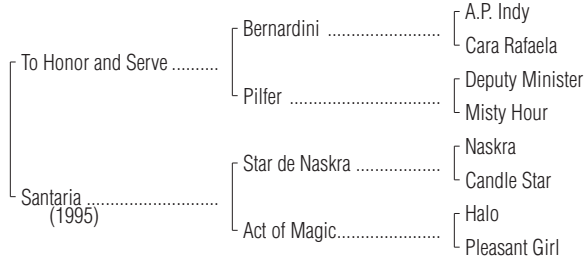 A.P. Indy
Bernardini ....................
Cara Rafaela
To Honor and Serve ..........
Deputy Minister
Pilfer ...........................
Misty Hour
Naskra
Star de Naskra ...............
Candle Star
Santaria ..........................
(1995)
Halo
Act of Magic...................
Pleasant Girl